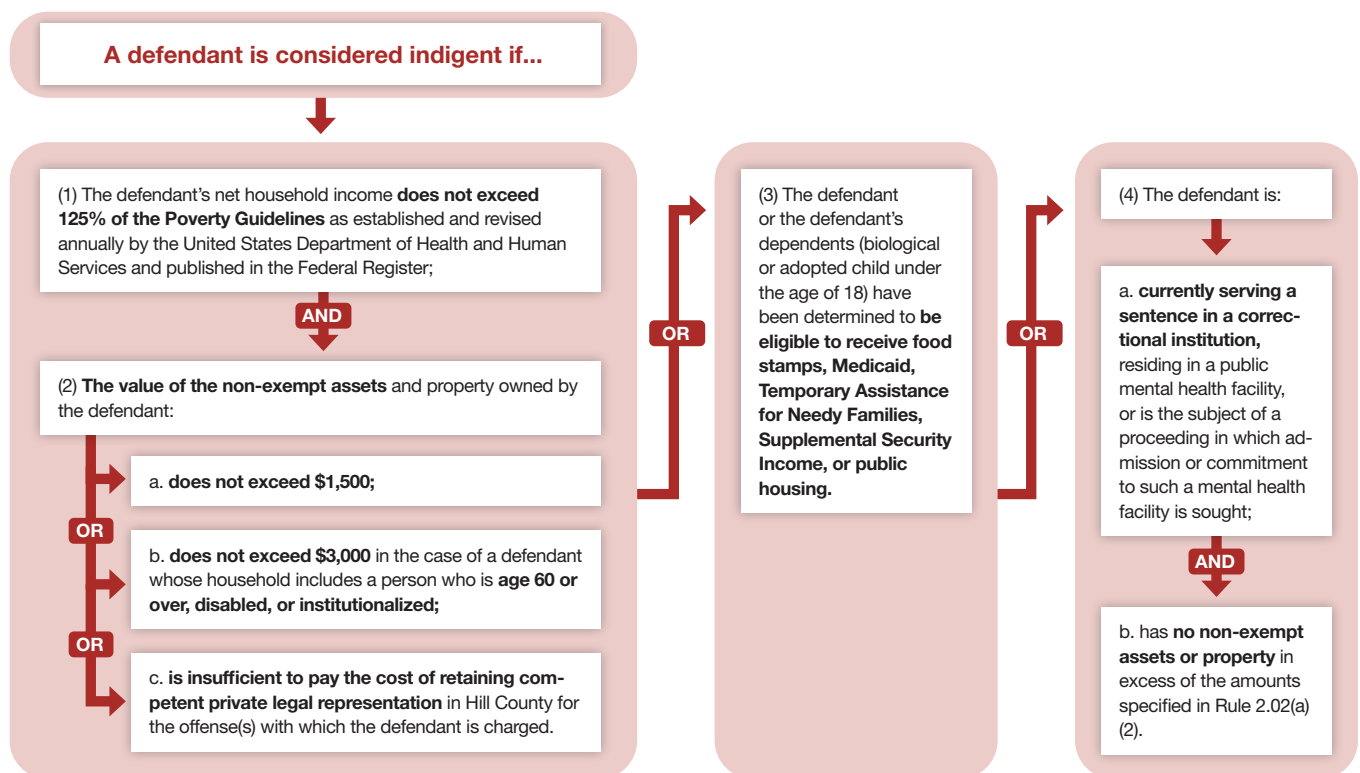 A defendant is considered indigent if...
(1) The defendant’s net household income does not exceed
125% of the Poverty Guidelines as established and revised
annually by the United States Department of Health and Human
Services and published in the Federal Register;
AND
(2) The value of the non-exempt assets and property owned by
the defendant:
a. does not exceed $1,500;
OR
b. does not exceed $3,000 in the case of a defendant
whose household includes a person who is age 60 or
over, disabled, or institutionalized;
OR
c. is insufficient to pay the cost of retaining com-
petent private legal representation in Hill County for
the offense(s) with which the defendant is charged.
OR
(3) The defendant
or the defendant’s
dependents (biological
or adopted child under
the age of 18) have
been determined to be
eligible to receive food
stamps, Medicaid,
Temporary Assistance
for Needy Families,
Supplemental Security
Income, or public
housing.
OR
(4) The defendant is:
a. currently serving a
sentence in a correc-
tional institution,
residing in a public
mental health facility,
or is the subject of a
proceeding in which ad-
mission or commitment
to such a mental health
facility is sought;
AND
b. has no non-exempt
assets or property in
excess of the amounts
specified in Rule 2.02(a)
(2).